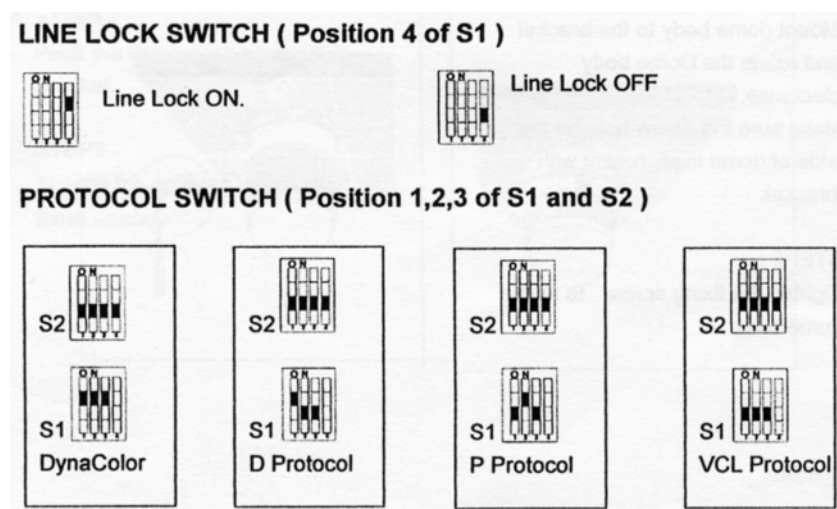 LINE LOCK SWITCH ( Position 4 of S1 )
ON
Line Lock ON.
ON
Line Lock OFF
PROTOCOL SWITCH ( Position 1,2,3 of S1 and S2 )
ON
S2
ON
S1
DynaColor
ON
S2
ON
S1
D Protocol
ON
S2
ON
S1
P Protocol
ON
S2
ON
S1
VCL Protocol